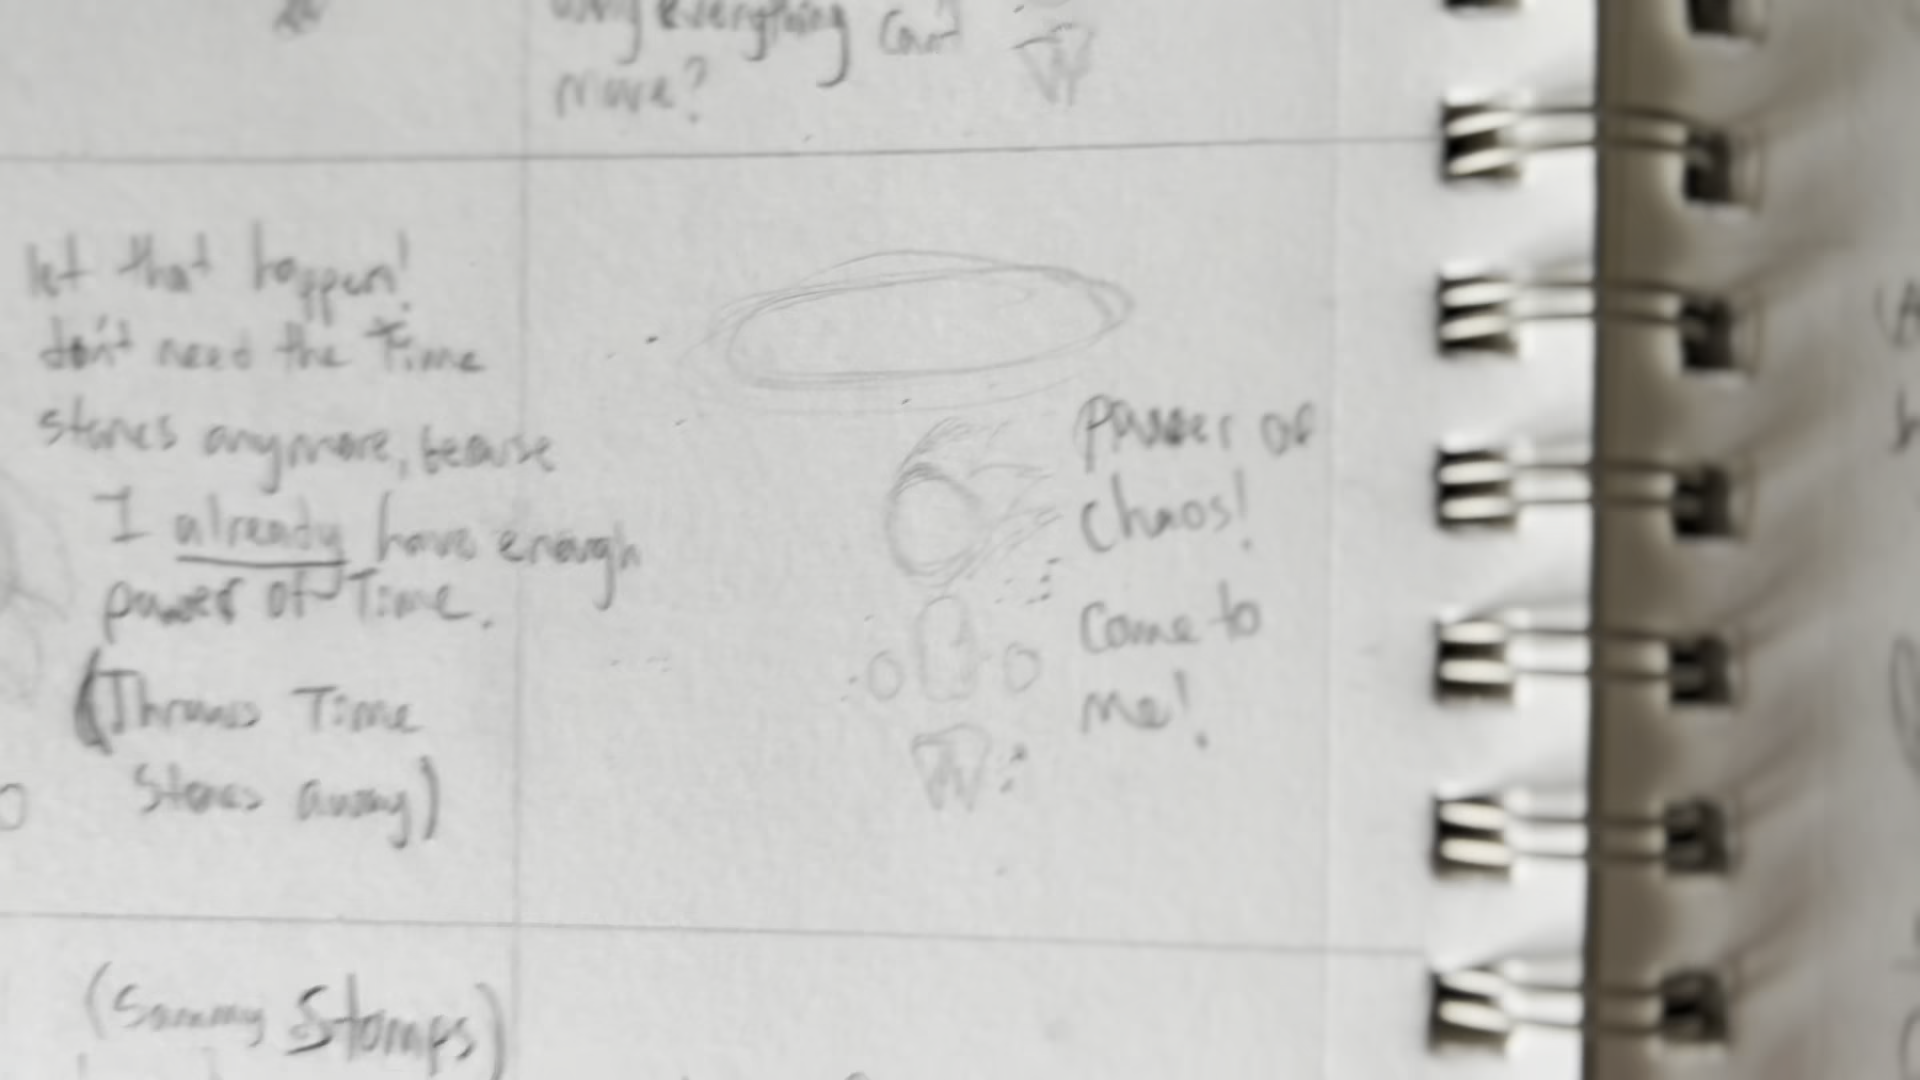 everything can't
move?
let that happen!
don't need the Time
stones anymore, because
I already have enough
power of Time.
(Throws Time
Stones away)
power of
chaos!
Come to
me!
(Sammy Stomps)